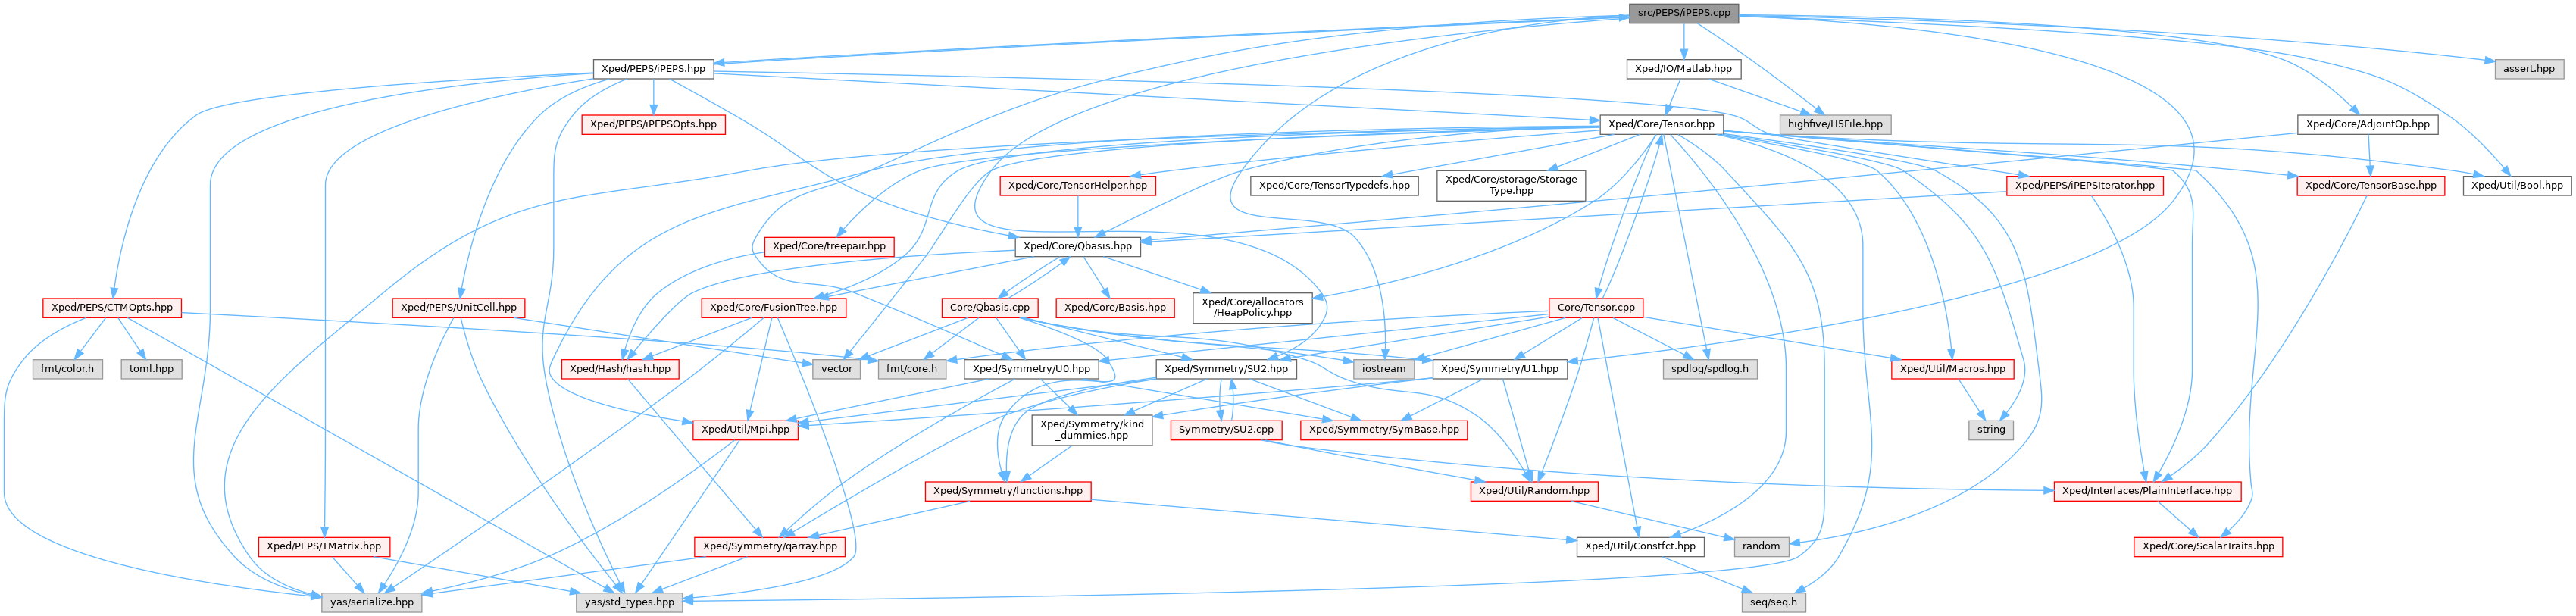 src/PEPS/iPEPS.cpp
Xped/PEPS/iPEPS.hpp
Xped/IO/Matlab.hpp
assert.hpp
Xped/PEPS/iPEPSOpts.hpp
Xped/Core/Tensor.hpp
highfive/H5File.hpp
Xped/Core/AdjointOp.hpp
Xped/Core/TensorHelper.hpp
Xped/Core/TensorTypedefs.hpp
Xped/Core/storage/Storage
Type.hpp
Xped/PEPS/iPEPSIterator.hpp
Xped/Core/TensorBase.hpp
Xped/Util/Bool.hpp
Xped/Core/treepair.hpp
Xped/Core/Qbasis.hpp
Xped/PEPS/CTMOpts.hpp
Xped/PEPS/UnitCell.hpp
Xped/Core/FusionTree.hpp
Core/Qbasis.cpp
Xped/Core/Basis.hpp
Xped/Core/allocators
/HeapPolicy.hpp
Core/Tensor.cpp
fmt/color.h
toml.hpp
Xped/Hash/hash.hpp
vector
fmt/core.h
Xped/Symmetry/U0.hpp
Xped/Symmetry/SU2.hpp
iostream
Xped/Symmetry/U1.hpp
spdlog/spdlog.h
Xped/Util/Macros.hpp
Xped/Util/Mpi.hpp
Xped/Symmetry/kind
_dummies.hpp
Symmetry/SU2.cpp
Xped/Symmetry/SymBase.hpp
string
Xped/Symmetry/functions.hpp
Xped/Util/Random.hpp
Xped/Interfaces/PlainInterface.hpp
Xped/PEPS/TMatrix.hpp
Xped/Symmetry/qarray.hpp
Xped/Util/Constfct.hpp
random
Xped/Core/ScalarTraits.hpp
yas/serialize.hpp
yas/std_types.hpp
seq/seq.h